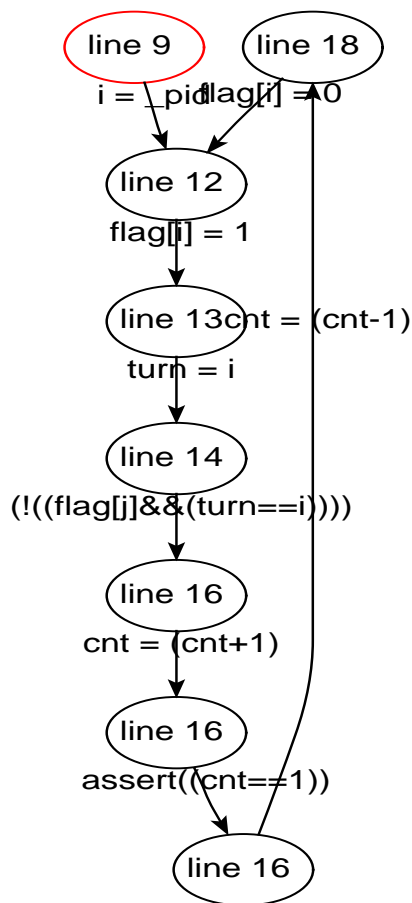 line 9
line 18
i = _pid
flag[i] = 0
line 12
flag[i] = 1
line 13
cnt = (cnt-1)
turn = i
line 14
(!((flag[j]&&(turn==i))))
line 16
cnt = (cnt+1)
line 16
assert((cnt==1))
line 16